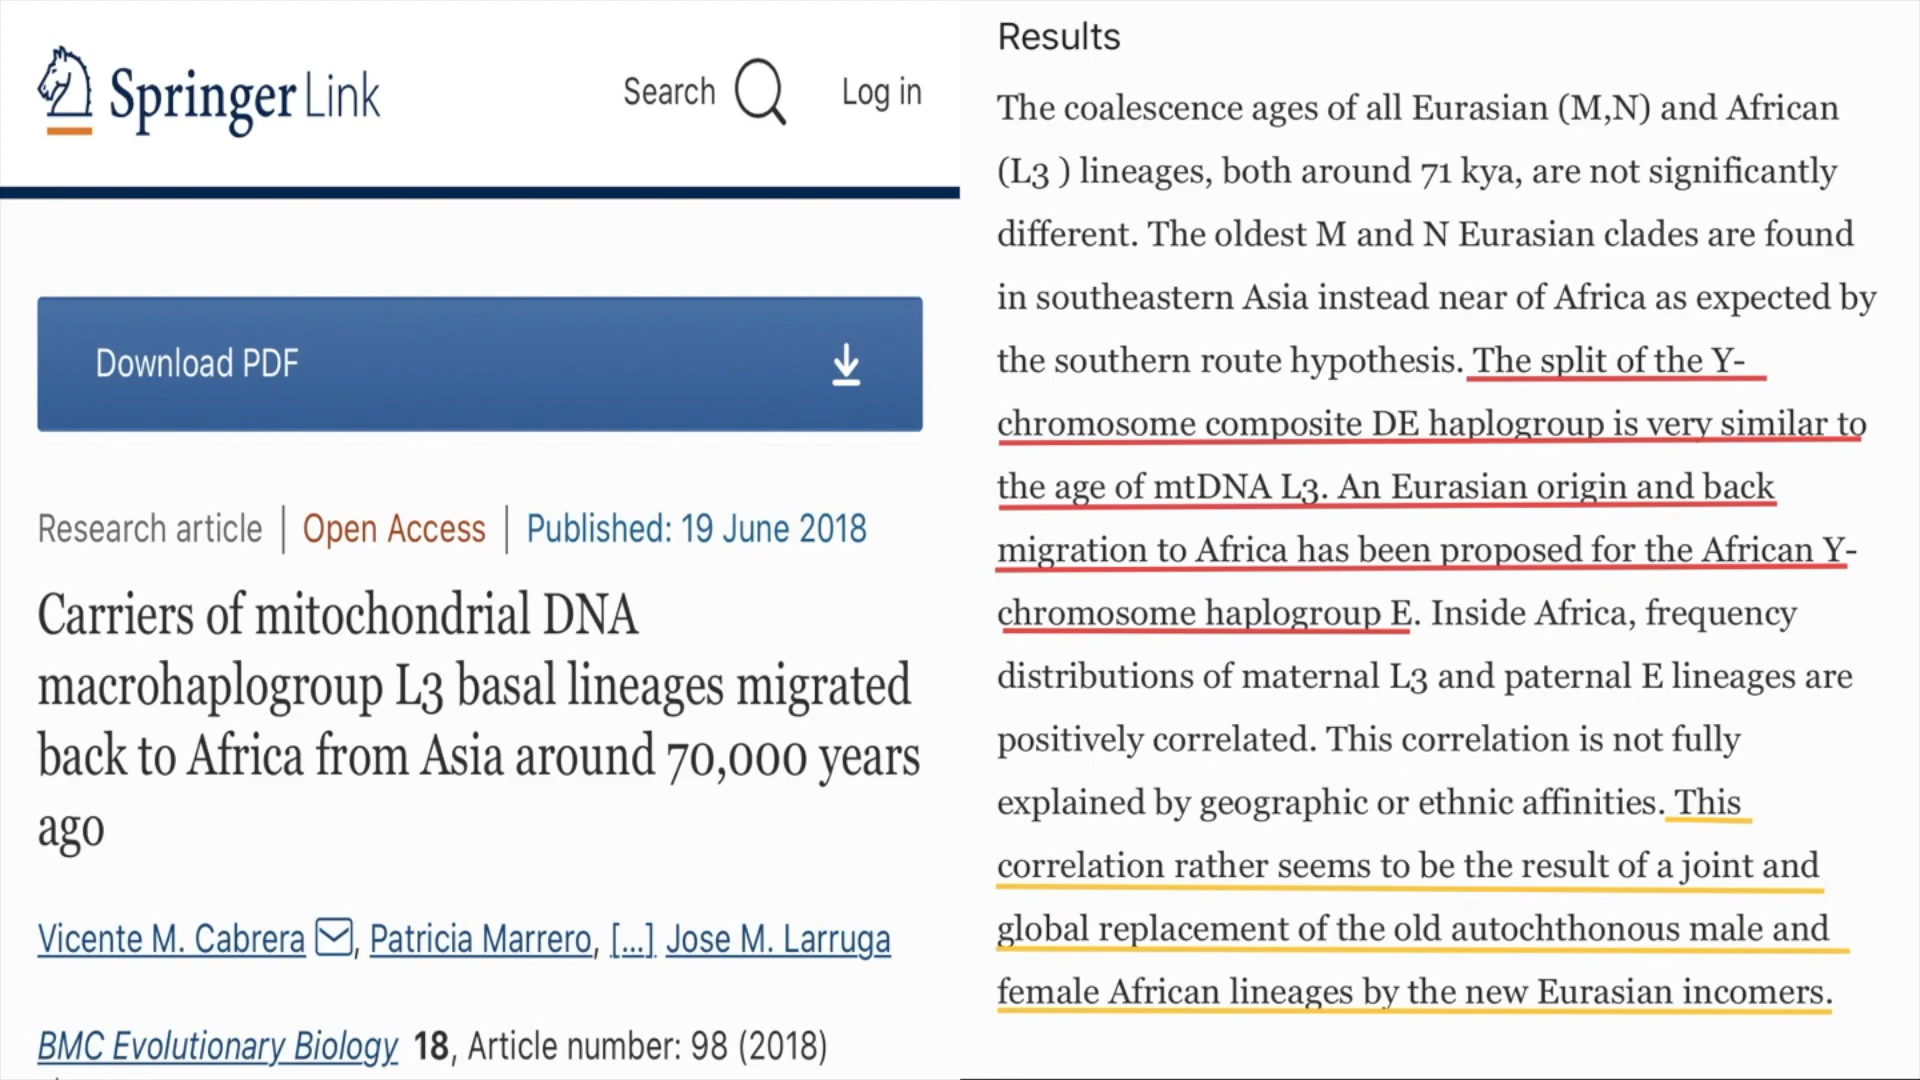 Springer Link
Search
Log in
Download PDF
Research article | Open Access | Published: 19 June 2018
Carriers of mitochondrial DNA
macrohaplogroup L3 basal lineages migrated
back to Africa from Asia around 70,000 years
ago
Vicente M. Cabrera, Patricia Marrero, [...] Jose M. Larruga
BMC Evolutionary Biology 18, Article number: 98 (2018)
Results
The coalescence ages of all Eurasian (M,N) and African
(L3 ) lineages, both around 71 kya, are not significantly
different. The oldest M and N Eurasian clades are found
in southeastern Asia instead near of Africa as expected by
the southern route hypothesis. The split of the Y-
chromosome composite DE haplogroup is very similar to
the age of mtDNA L3. An Eurasian origin and back
migration to Africa has been proposed for the African Y-
chromosome haplogroup E. Inside Africa, frequency
distributions of maternal L3 and paternal E lineages are
positively correlated. This correlation is not fully
explained by geographic or ethnic affinities. This
correlation rather seems to be the result of a joint and
global replacement of the old autochthonous male and
female African lineages by the new Eurasian incomers.